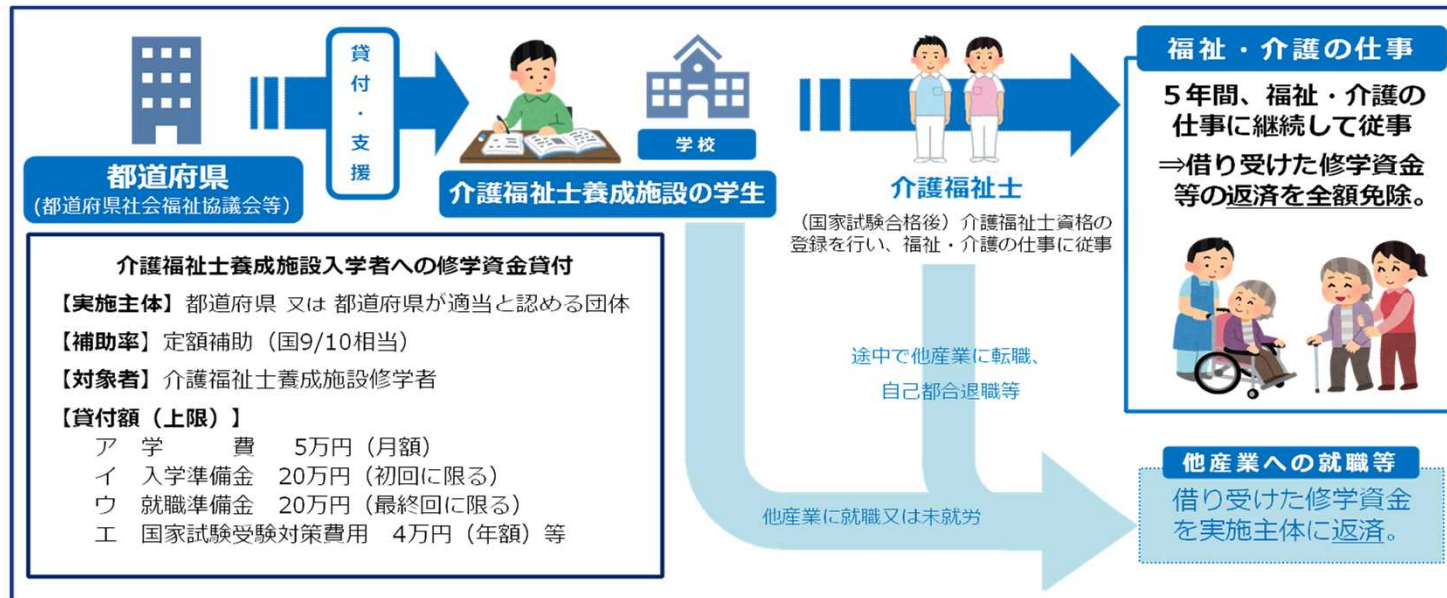 都道府県
(都道府県社会福祉協議会等)
貸付・支援
学校
介護福祉士養成施設の学生
介護福祉士
(国家試験合格後)介護福祉士資格の
登録を行い、福祉・介護の仕事に従事
福祉・介護の仕事
5年間、福祉・介護の
仕事に継続して従事
⇒借り受けた修学資金
等の返済を全額免除。
介護福祉士養成施設入学者への修学資金貸付
【実施主体】都道府県 又は 都道府県が適当と認める団体
【補助率】定額補助(国9/10相当)
【対象者】介護福祉士養成施設修学者
【貸付額(上限)】
ア 学 費 5万円(月額)
イ 入学準備金 20万円(初回に限る)
ウ 就職準備金 20万円(最終回に限る)
エ 国家試験受験対策費用 4万円(年額)等
途中で他産業に転職、
自己都合退職等
他産業に就職又は未就労
他産業への就職等
借り受けた修学資金
を実施主体に返済。